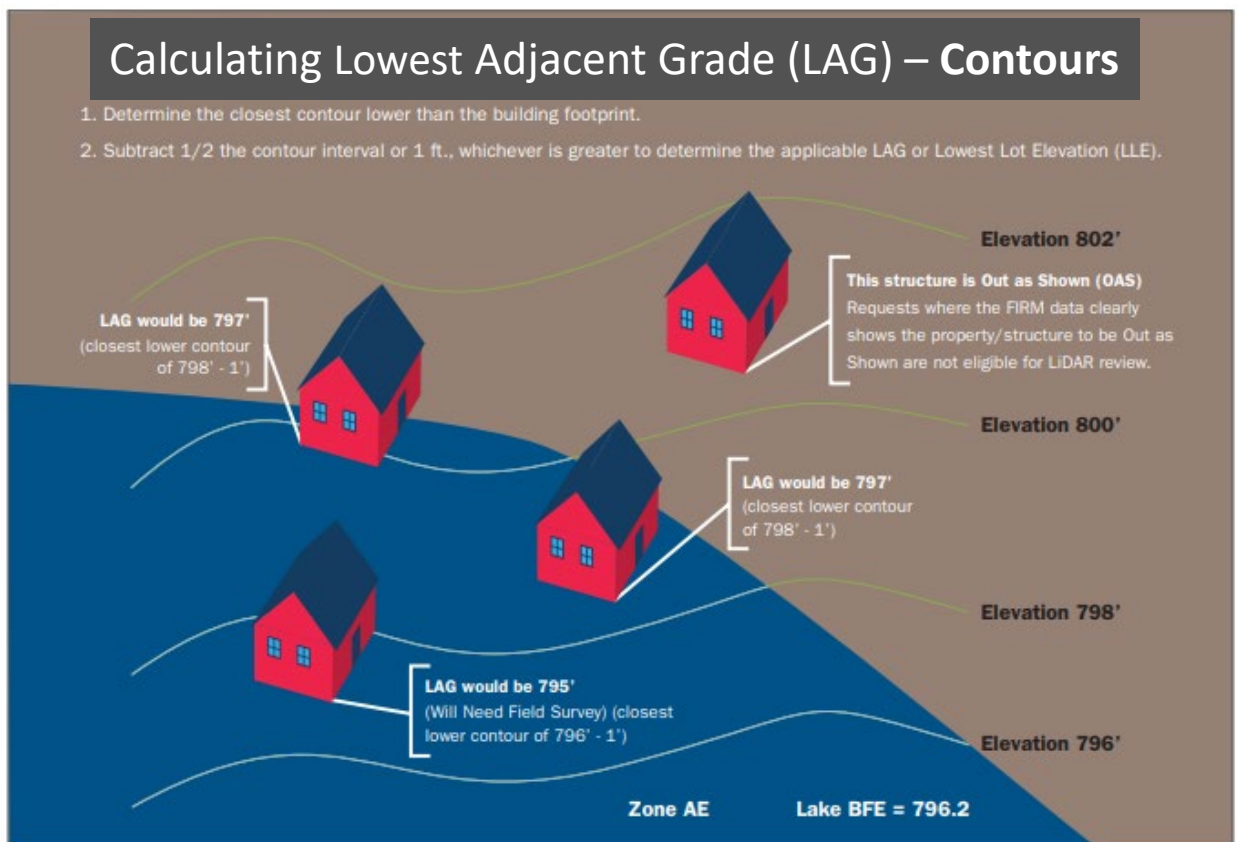 Calculating Lowest Adjacent Grade (LAG) – Contours
1. Determine the closest contour lower than the building footprint.
2. Subtract 1/2 the contour interval or 1 ft., whichever is greater to determine the applicable LAG or Lowest Lot Elevation (LLE).
Elevation 802'
This structure is Out as Shown (OAS)
Requests where the FIRM data clearly
shows the property/structure to be Out as
Shown are not eligible for LiDAR review.
LAG would be 797'
(closest lower contour
of 798' - 1')
Elevation 800'
LAG would be 797'
(closest lower contour
of 798' - 1')
Elevation 798'
LAG would be 795'
(Will Need Field Survey) (closest
lower contour of 796' - 1')
Elevation 796'
Zone AE
Lake BFE = 796.2